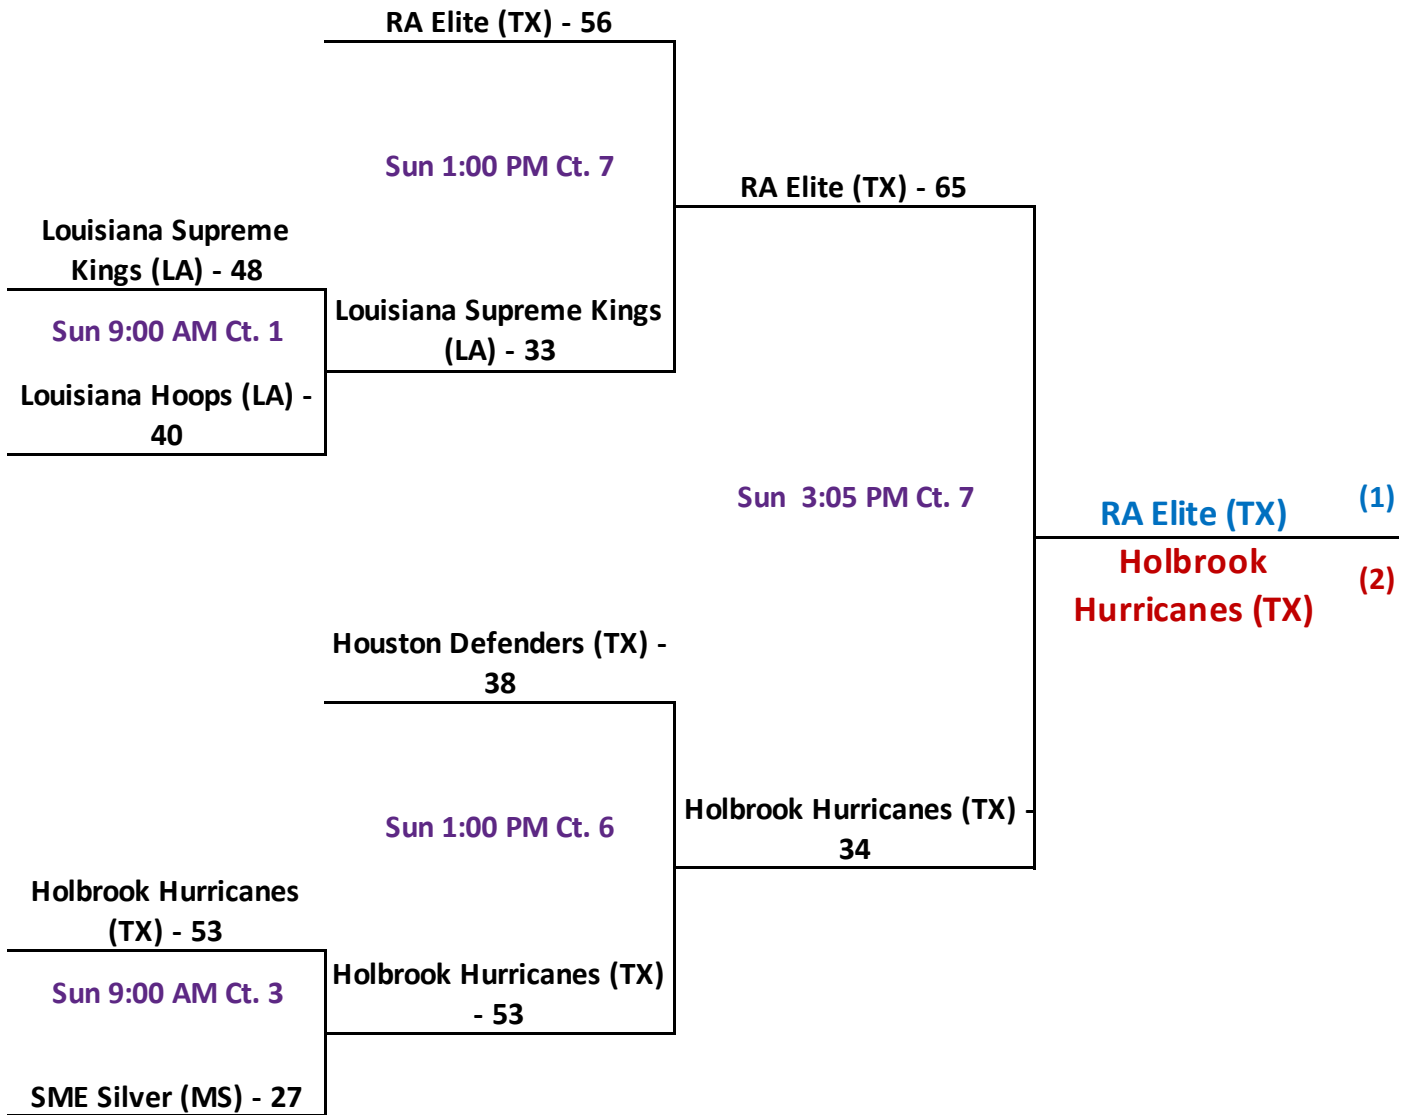 RA Elite (TX) - 56
Sun 1:00 PM Ct. 7
RA Elite (TX) - 65
Louisiana Supreme
Kings (LA) - 48
Sun 9:00 AM Ct. 1
Louisiana Supreme Kings
(LA) - 33
Louisiana Hoops (LA) -
40
Sun 3:05 PM Ct. 7
RA Elite (TX)
(1)
Holbrook
Hurricanes (TX)
(2)
Houston Defenders (TX) -
38
Sun 1:00 PM Ct. 6
Holbrook Hurricanes (TX) -
34
Holbrook Hurricanes
(TX) - 53
Sun 9:00 AM Ct. 3
Holbrook Hurricanes (TX)
- 53
SME Silver (MS) - 27